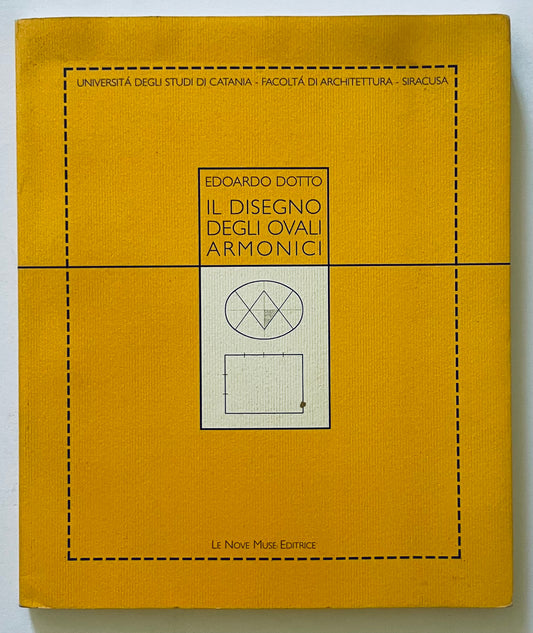 UNIVERSITÁ DEGLI STUDI DI CATANIA - FACOLTÁ DI ARCHITETTURA - SIRACUSA
EDOARDO DOTTO
IL DISEGNO
DEGLI OVALI
ARMONICI
LE NOVE MUSE EDITRICE